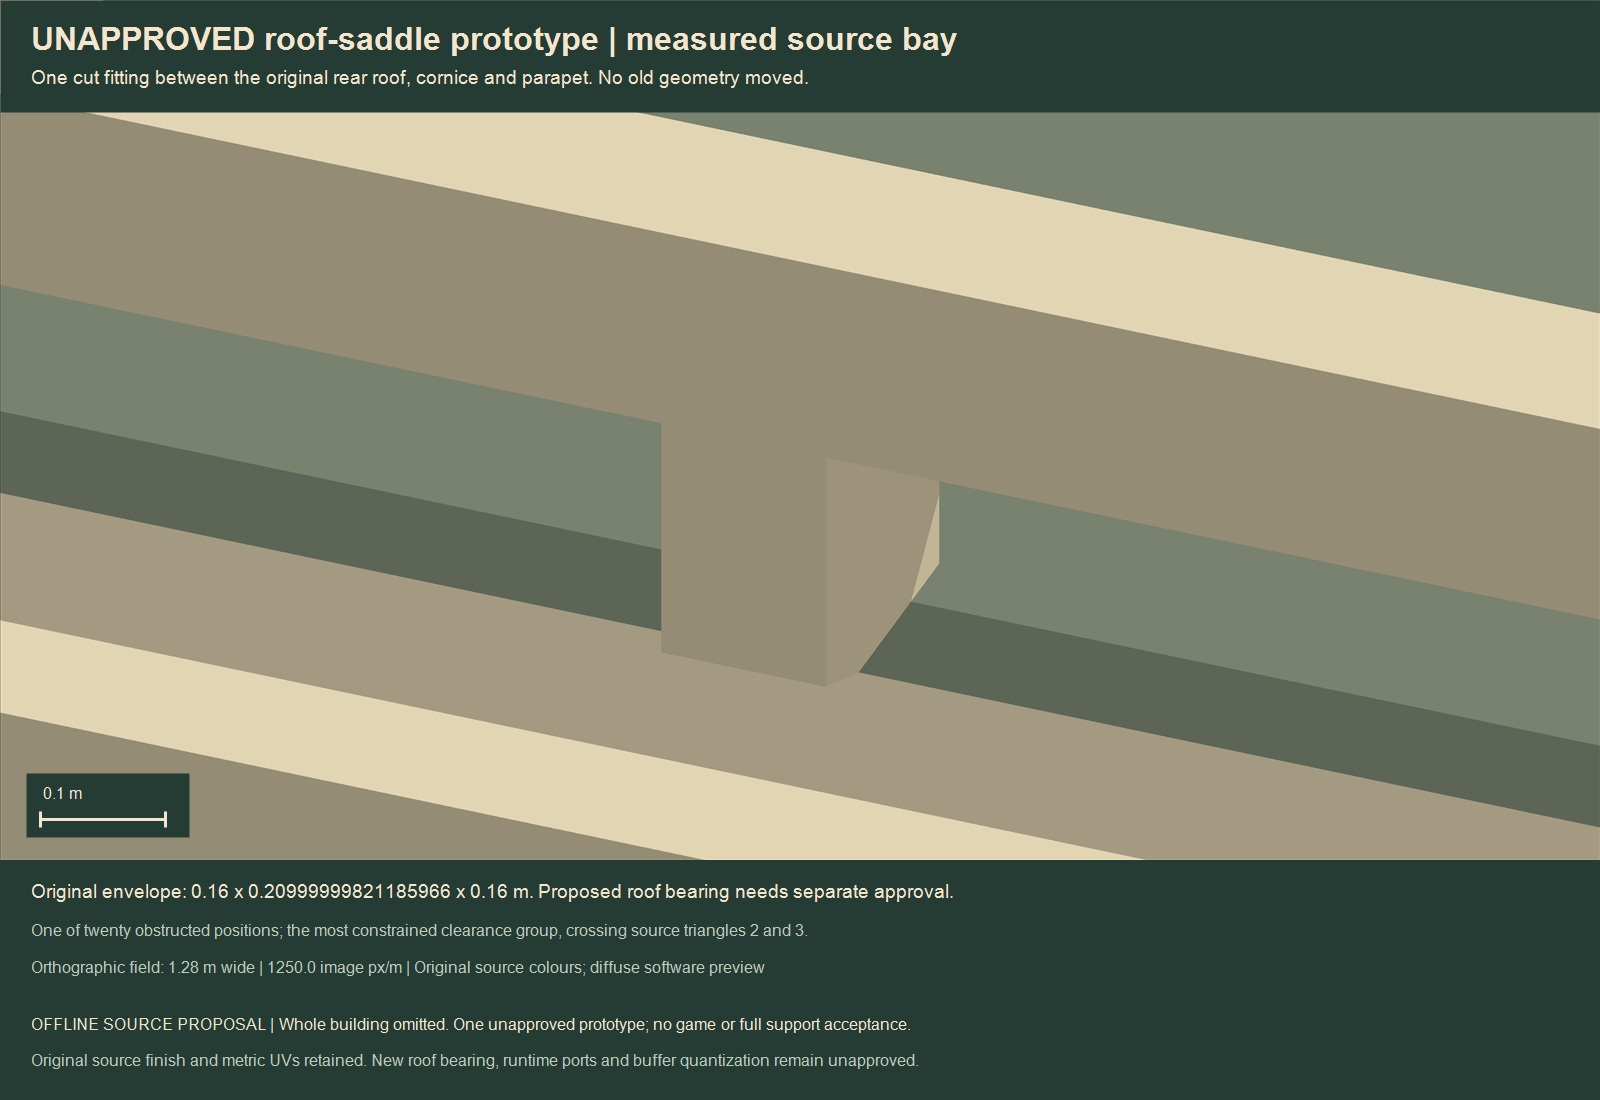 UNAPPROVED roof-saddle prototype | measured source bay
One cut fitting between the original rear roof, cornice and parapet. No old geometry moved.
0.1 m
Original envelope: 0.16 x 0.20999999821185966 x 0.16 m. Proposed roof bearing needs separate approval.
One of twenty obstructed positions; the most constrained clearance group, crossing source triangles 2 and 3.
Orthographic field: 1.28 m wide | 1250.0 image px/m | Original source colours; diffuse software preview
OFFLINE SOURCE PROPOSAL | Whole building omitted. One unapproved prototype; no game or full support acceptance.
Original source finish and metric UVs retained. New roof bearing, runtime ports and buffer quantization remain unapproved.